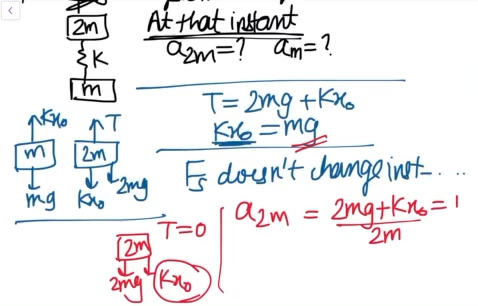 At that instant
2m
a2m=? am=?
K
m
T=2mg+Kx₀
Kx₀=mg
Kx₀ T
m 2m
mg Kx₀ 2mg
Fs doesn't change inst....
T=0
a2m = 2mg+Kx₀ =
2m
2m
2mg Kx₀